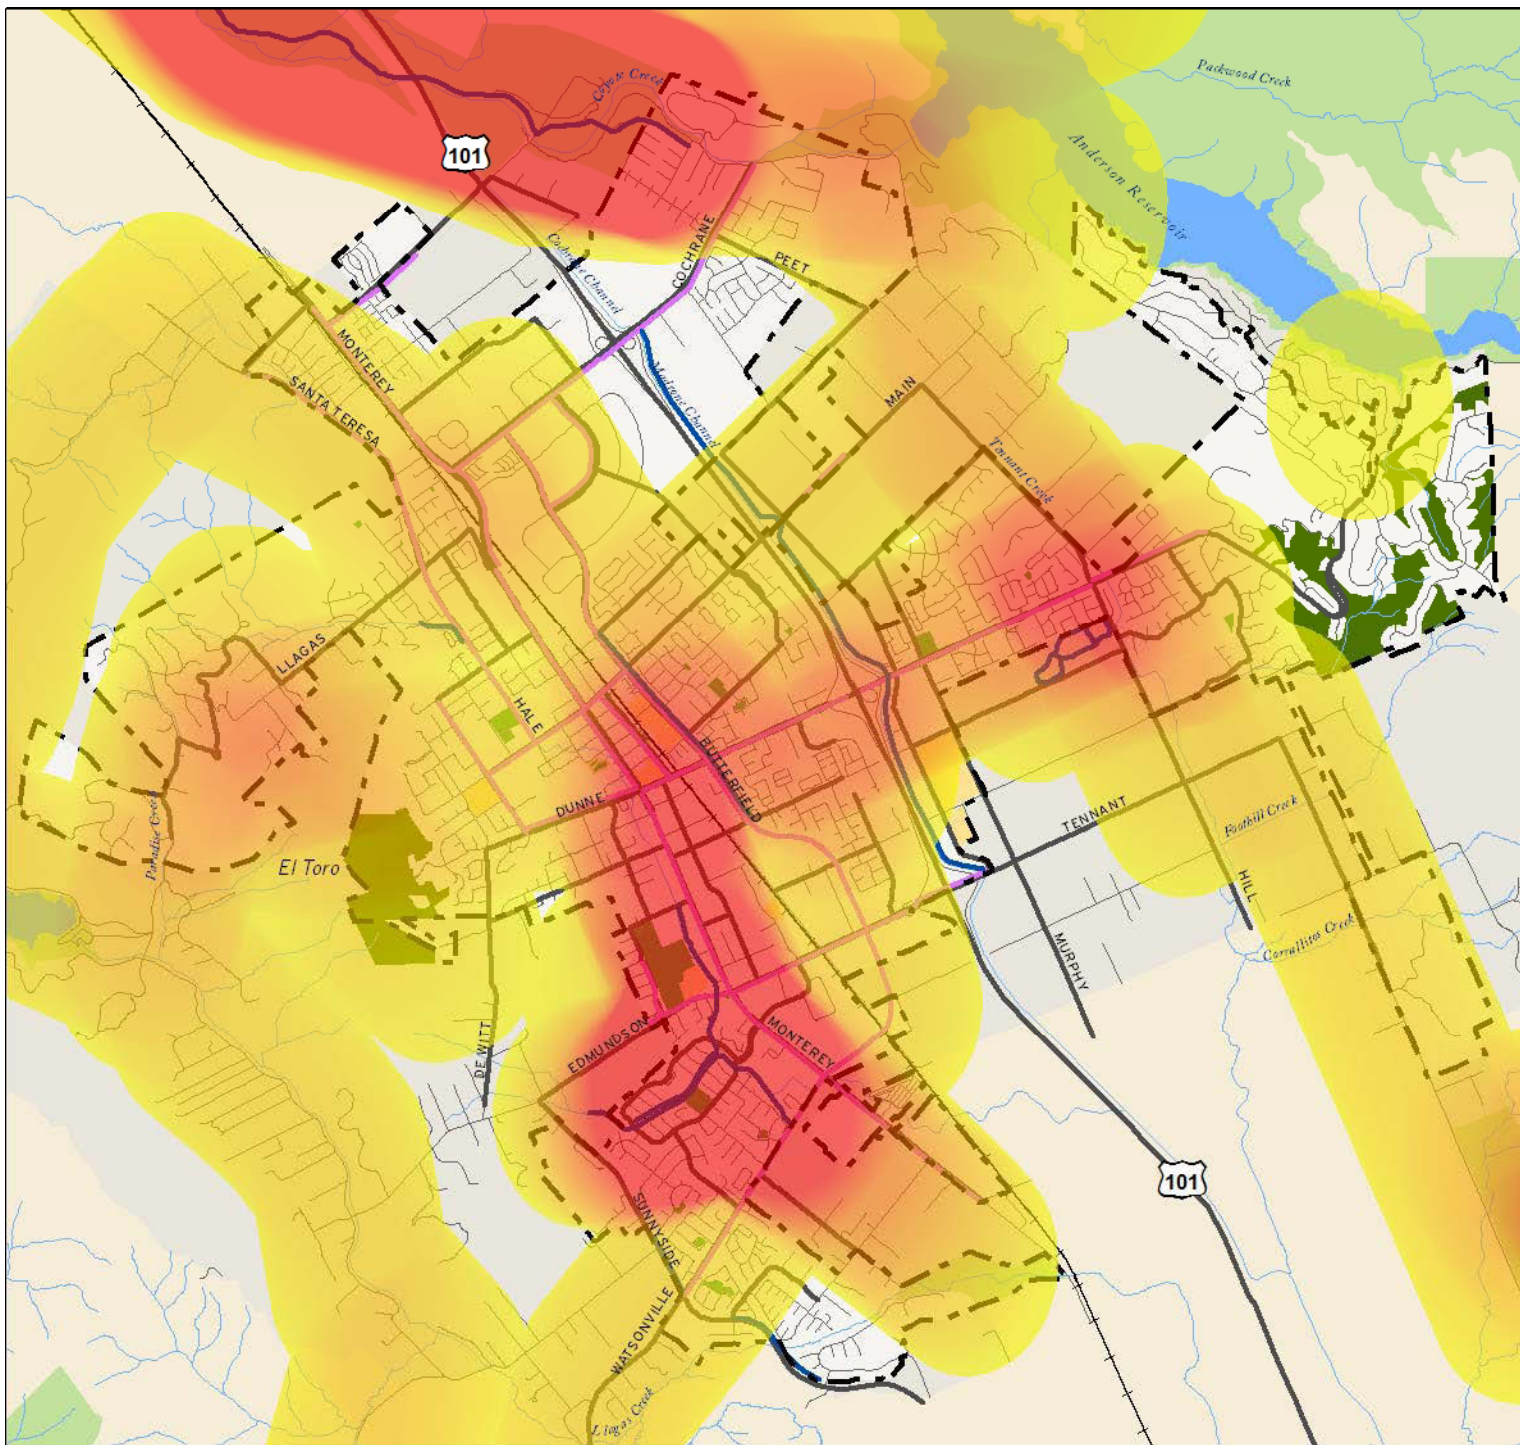 Packwood Creek
Coyote Creek
101
Anderson Reservoir
COCHRANE
PEET
Cochrane Channel
MONTEREY
SANTA TERESA
Madrone Channel
MAIN
Tennant Creek
LLAGAS
HALE
BUTTERFIELD
DUNNE
TENNANT
Foothill Creek
Paradise Creek
El Toro
HILL
Corrallitos Creek
MURPHY
DE WITT
EDMUNDSON
MONTEREY
101
SUNNYSIDE
WATSONVILLE
Llagas Creek